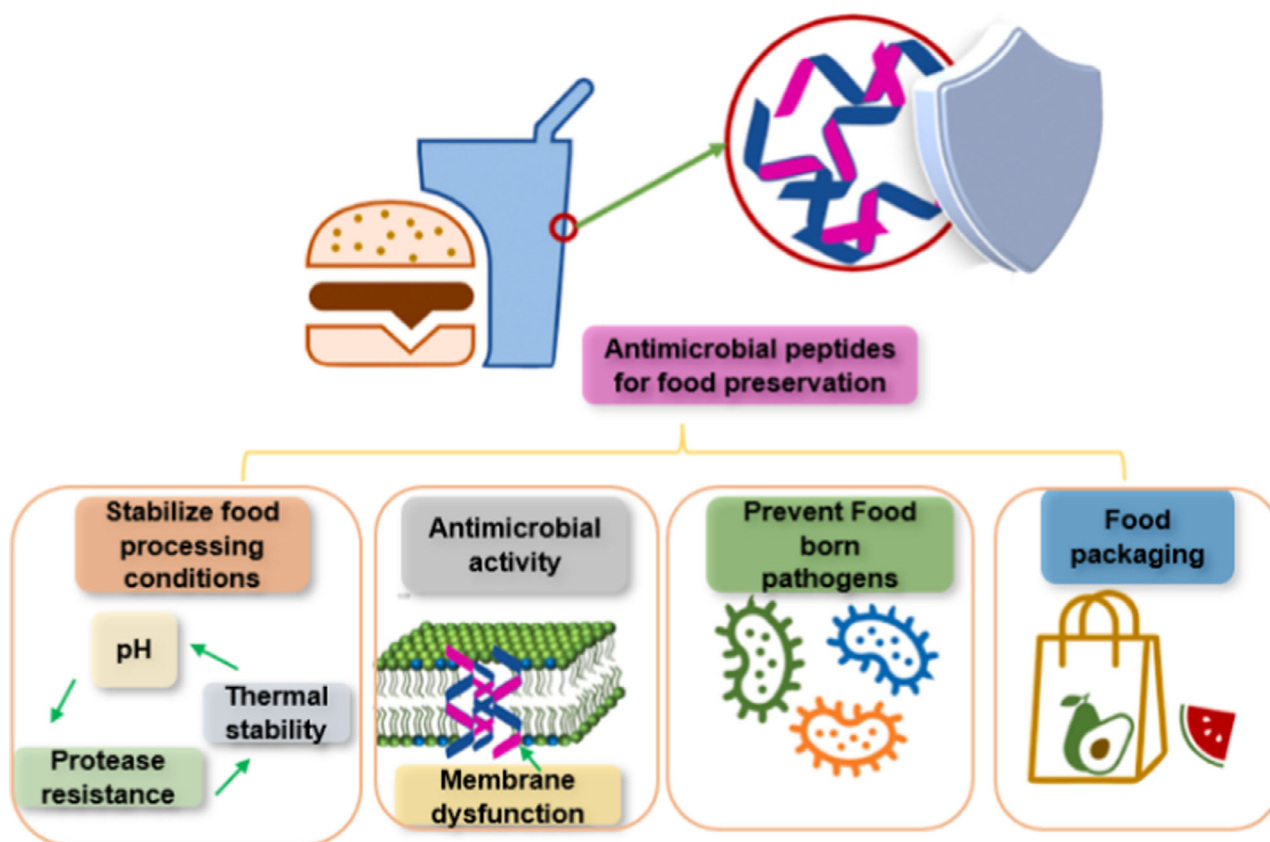 Antimicrobial peptides
for food preservation
Stabilize food
processing
conditions
pH
Thermal
stability
Protease
resistance
Antimicrobial
activity
Membrane
dysfunction
Prevent Food
born
pathogens
Food
packaging